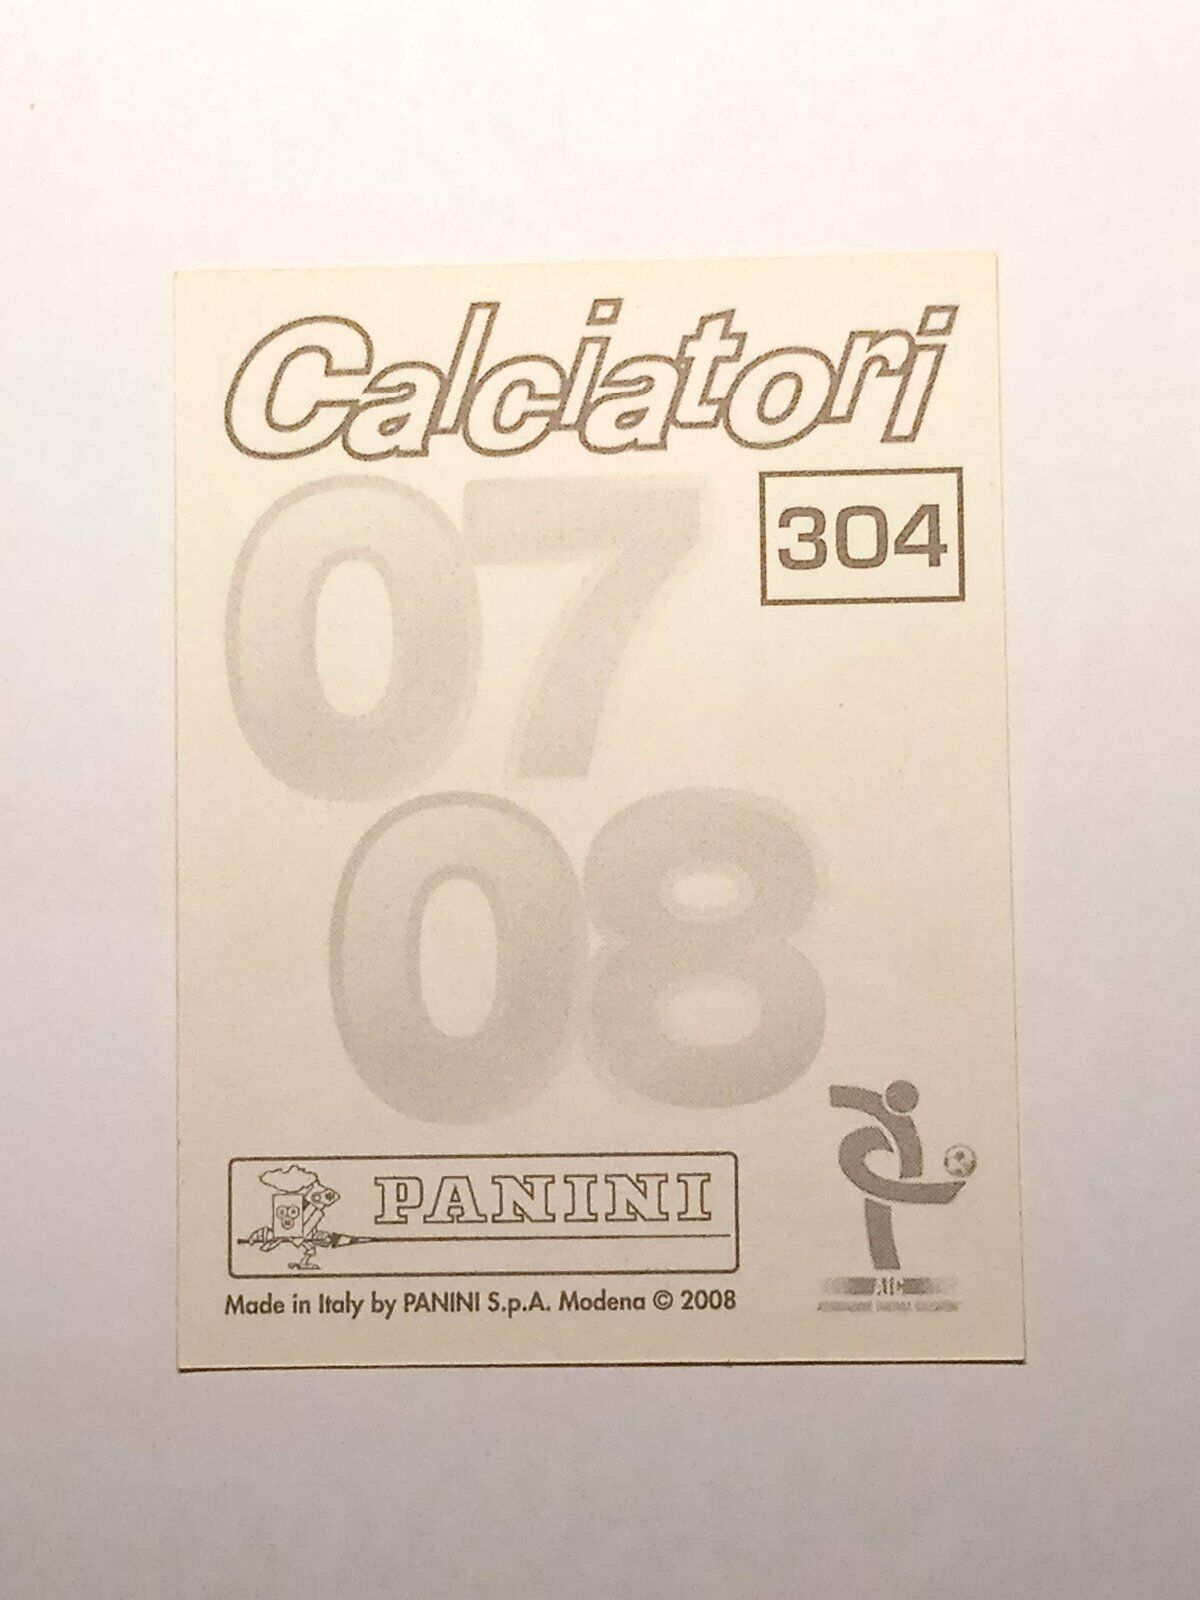 Calciatori
07
304
08
PANINI
Made in Italy by PANINI S.p.A. Modena © 2008